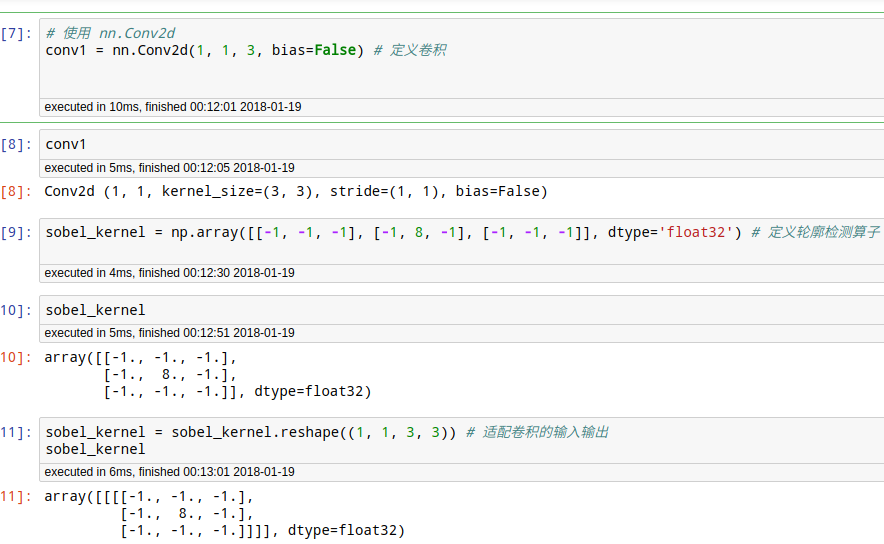 [7]: # 使用 nn.Conv2d
conv1 = nn.Conv2d(1, 1, 3, bias=False) # 定义卷积
executed in 10ms, finished 00:12:01 2018-01-19
[8]: conv1
executed in 5ms, finished 00:12:05 2018-01-19
[8]: Conv2d (1, 1, kernel_size=(3, 3), stride=(1, 1), bias=False)
[9]: sobel_kernel = np.array([[-1, -1, -1], [-1, 8, -1], [-1, -1, -1]], dtype='float32') # 定义轮廓检测算子
executed in 4ms, finished 00:12:30 2018-01-19
10]: sobel_kernel
executed in 5ms, finished 00:12:51 2018-01-19
10]: array([[-1., -1., -1.],
[-1., 8., -1.],
[-1., -1., -1.]], dtype=float32)
11]: sobel_kernel = sobel_kernel.reshape((1, 1, 3, 3)) # 适配卷积的输入输出
sobel_kernel
executed in 6ms, finished 00:13:01 2018-01-19
11]: array([[[[-1., -1., -1.],
[-1., 8., -1.],
[-1., -1., -1.]]]], dtype=float32)